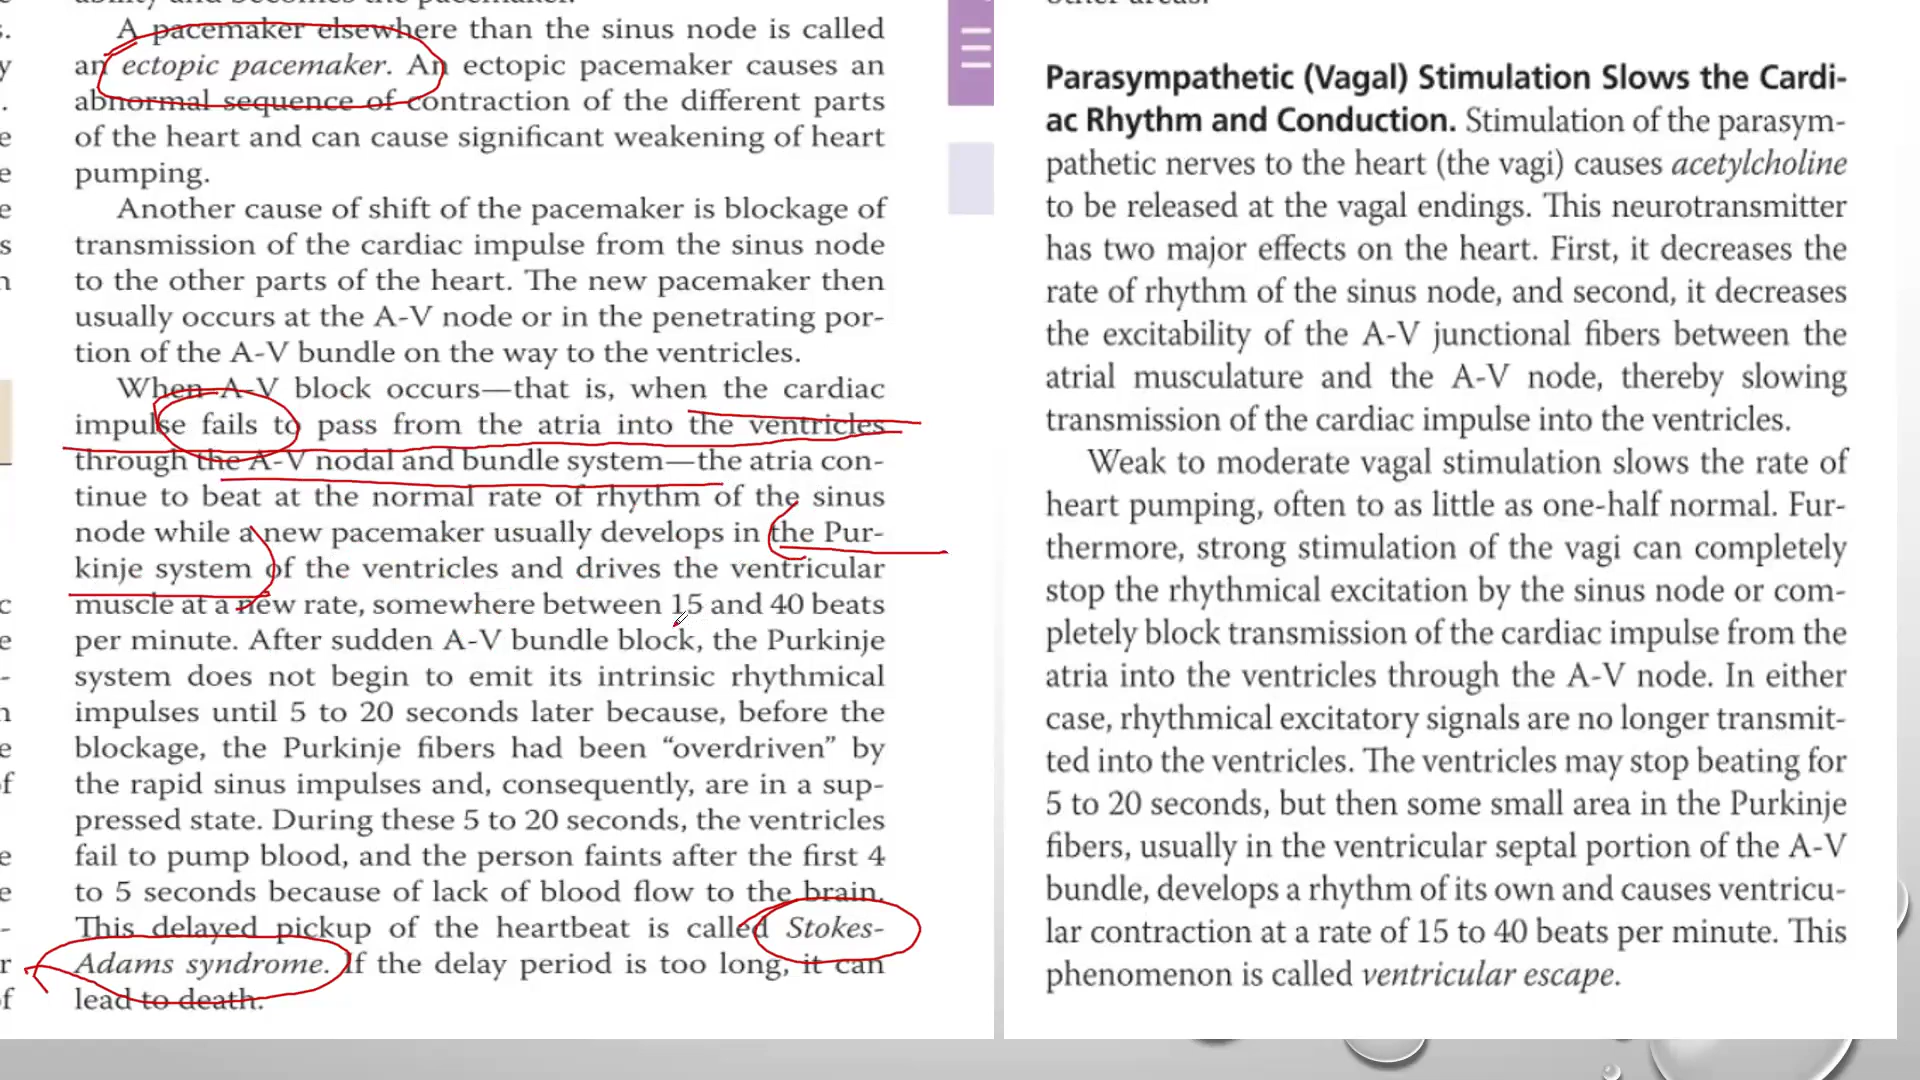 A pacemaker elsewhere than the sinus node is called
an ectopic pacemaker. An ectopic pacemaker causes an
abnormal sequence of contraction of the different parts
of the heart and can cause significant weakening of heart
pumping.
Another cause of shift of the pacemaker is blockage of
transmission of the cardiac impulse from the sinus node
to the other parts of the heart. The new pacemaker then
usually occurs at the A-V node or in the penetrating por-
tion of the A-V bundle on the way to the ventricles.
When A-V block occurs—that is, when the cardiac
impulse fails to pass from the atria into the ventricles
through the A-V nodal and bundle system—the atria con-
tinue to beat at the normal rate of rhythm of the sinus
node while a new pacemaker usually develops in the Pur-
kinje system of the ventricles and drives the ventricular
muscle at a new rate, somewhere between 15 and 40 beats
per minute. After sudden A-V bundle block, the Purkinje
system does not begin to emit its intrinsic rhythmical
impulses until 5 to 20 seconds later because, before the
blockage, the Purkinje fibers had been “overdriven” by
the rapid sinus impulses and, consequently, are in a sup-
pressed state. During these 5 to 20 seconds, the ventricles
fail to pump blood, and the person faints after the first 4
to 5 seconds because of lack of blood flow to the brain.
This delayed pickup of the heartbeat is called Stokes-
Adams syndrome. If the delay period is too long, it can
lead to death.
Parasympathetic (Vagal) Stimulation Slows the Cardi-
ac Rhythm and Conduction. Stimulation of the parasym-
pathetic nerves to the heart (the vagi) causes acetylcholine
to be released at the vagal endings. This neurotransmitter
has two major effects on the heart. First, it decreases the
rate of rhythm of the sinus node, and second, it decreases
the excitability of the A-V junctional fibers between the
atrial musculature and the A-V node, thereby slowing
transmission of the cardiac impulse into the ventricles.
Weak to moderate vagal stimulation slows the rate of
heart pumping, often to as little as one-half normal. Fur-
thermore, strong stimulation of the vagi can completely
stop the rhythmical excitation by the sinus node or com-
pletely block transmission of the cardiac impulse from the
atria into the ventricles through the A-V node. In either
case, rhythmical excitatory signals are no longer transmit-
ted into the ventricles. The ventricles may stop beating for
5 to 20 seconds, but then some small area in the Purkinje
fibers, usually in the ventricular septal portion of the A-V
bundle, develops a rhythm of its own and causes ventricu-
lar contraction at a rate of 15 to 40 beats per minute. This
phenomenon is called ventricular escape.